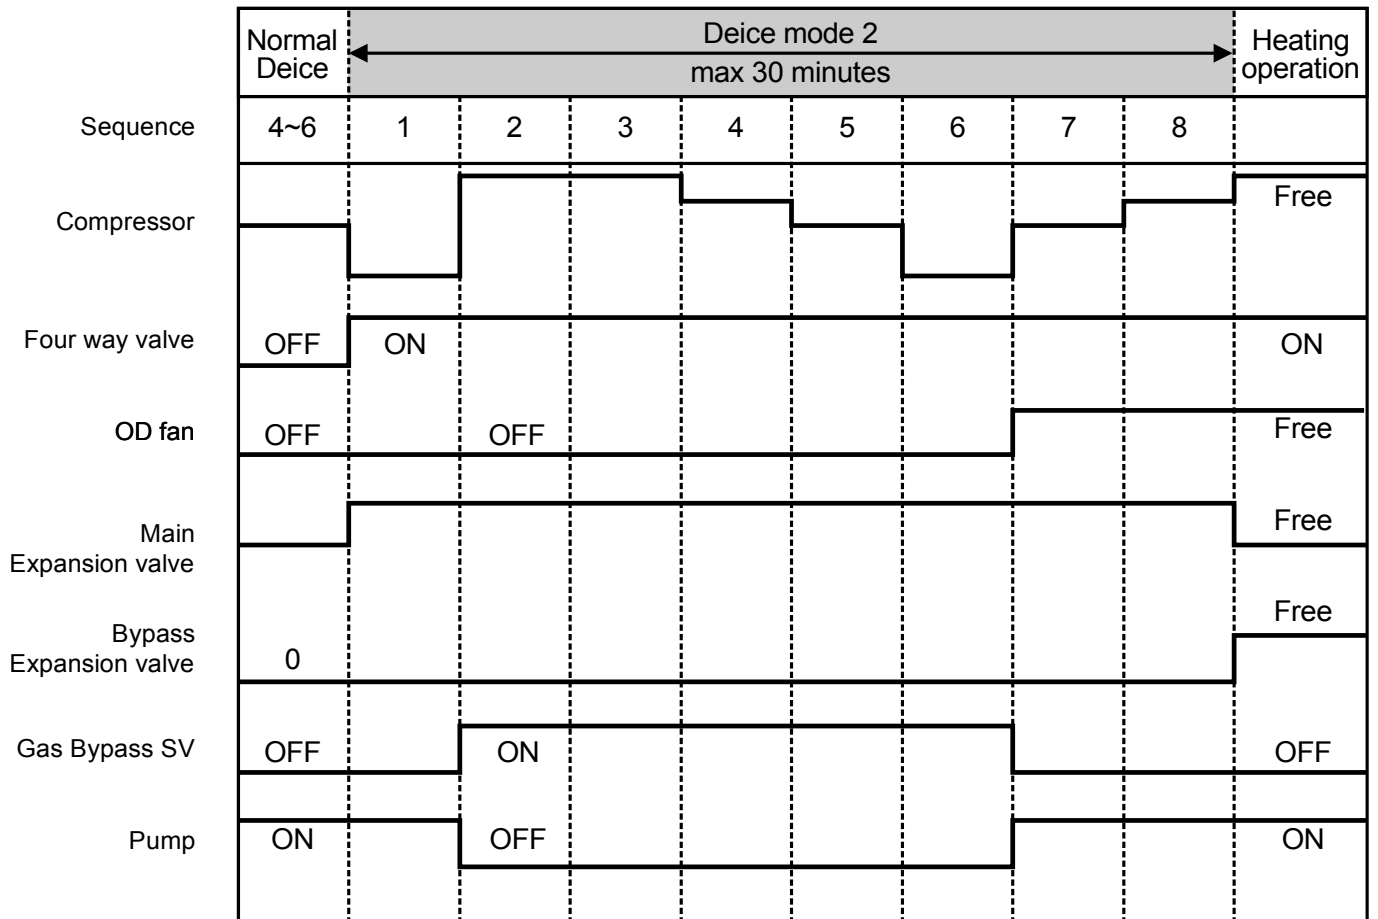 Normal
Deice
Deice mode 2
max 30 minutes
Heating
operation
Sequence 4~6 1 2 3 4 5 6 7 8
Compressor Free
Four way valve OFF ON ON
OD fan OFF OFF Free
Main
Expansion valve
Free
Bypass
Expansion valve
0
Free
Gas Bypass SV OFF ON OFF
Pump ON OFF ON